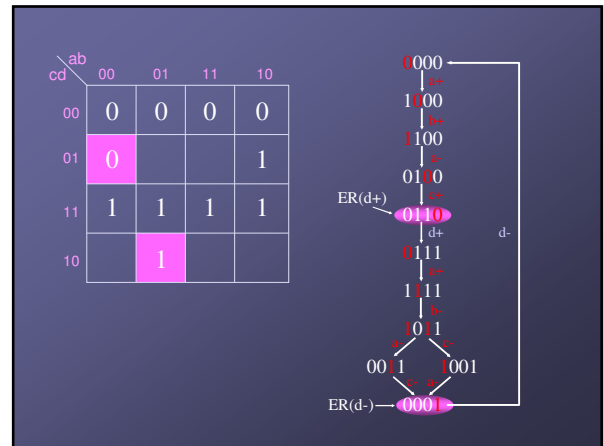 ab
cd
00 01 11 10
00 0 0 0 0
01 0 1
11 1 1 1 1
10 1
0000
a+
1000
b+
1100
a-
0100
c+
ER(d+)
0110
d+
d-
0111
a+
1111
b-
1011
a- c-
0011 1001
c- a-
ER(d-) 0001